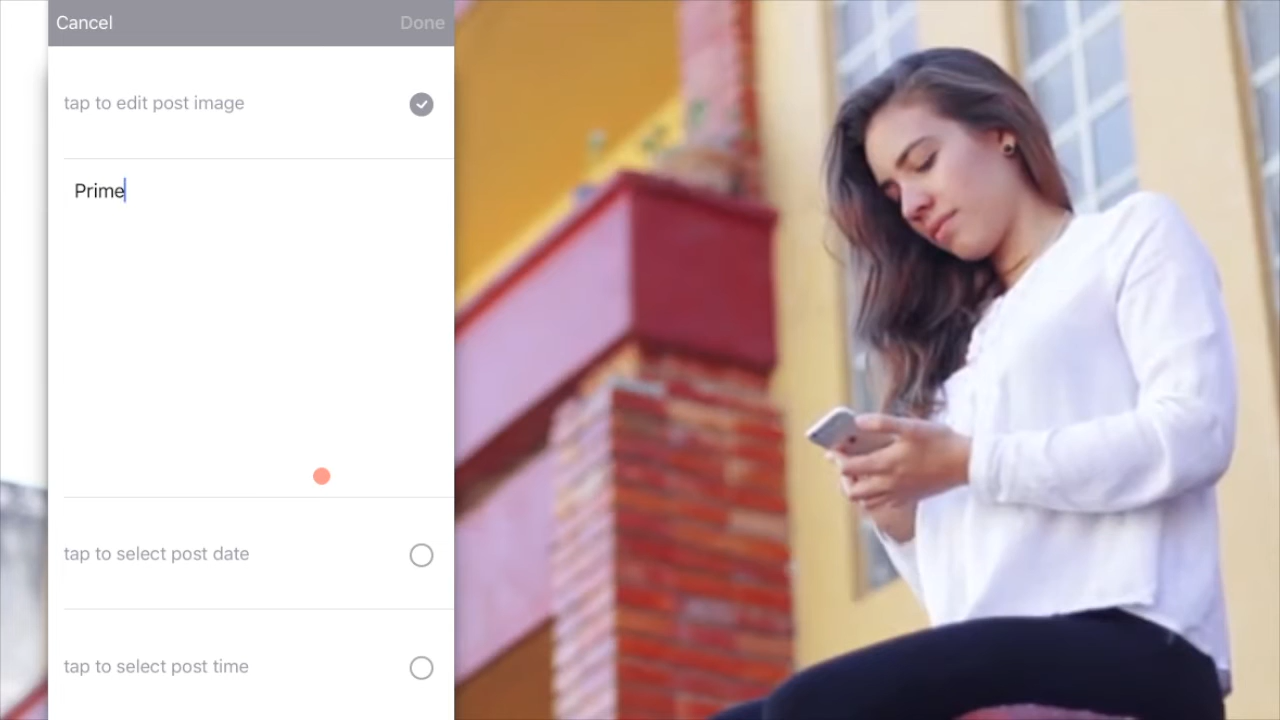 Cancel Done
tap to edit post image
Prime
tap to select post date
tap to select post time